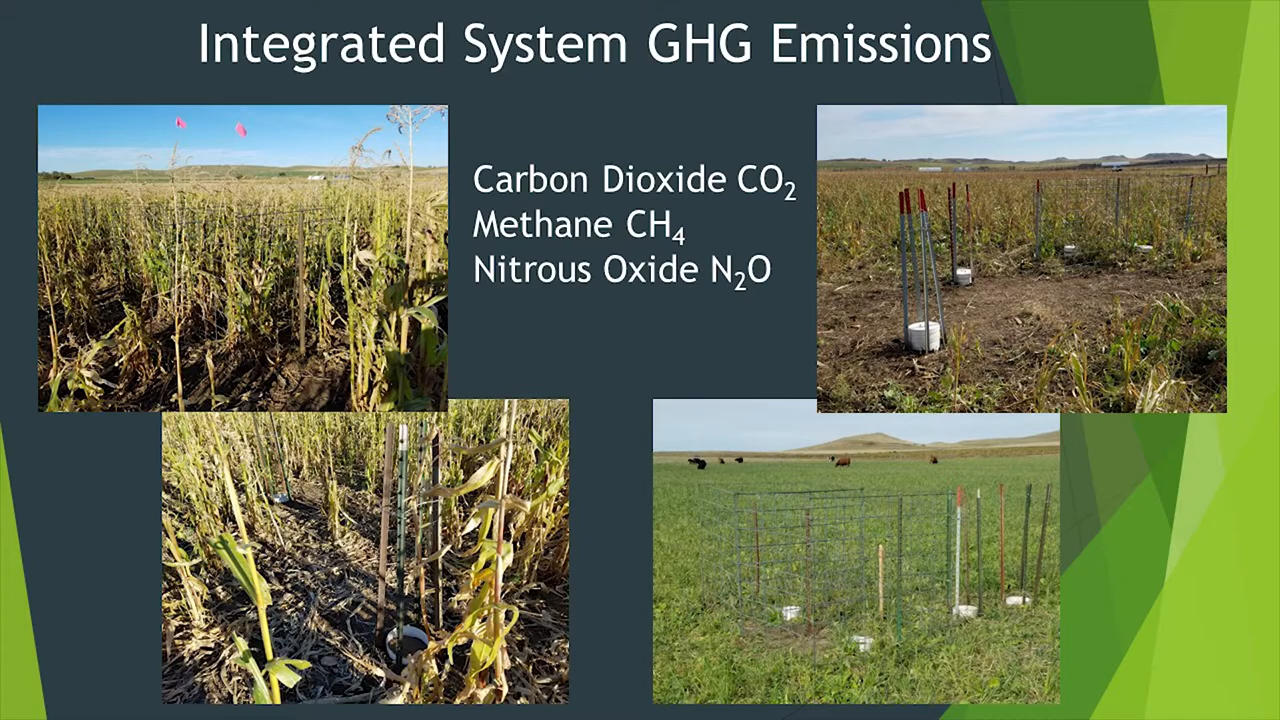 Integrated System GHG Emissions
Carbon Dioxide CO₂
Methane CH₄
Nitrous Oxide N₂O